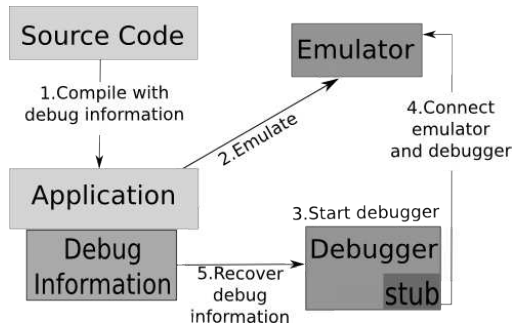 Source Code
1.Compile with
debug information
Application
Debug
Information
2.Emulate
Emulator
4.Connect
emulator
and debugger
3.Start debugger
Debugger
stub
5.Recover
debug
information